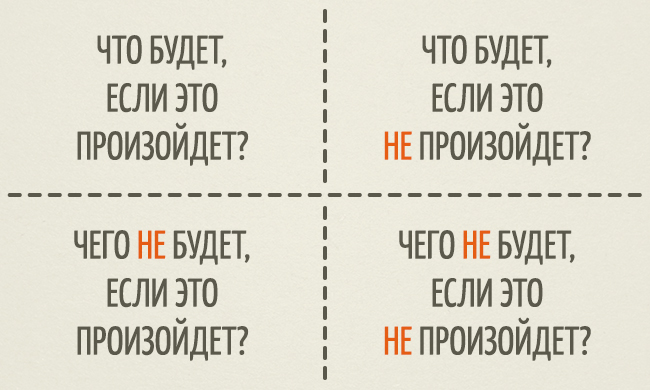 ЧТО БУДЕТ,
ЕСЛИ ЭТО
ПРОИЗОЙДЕТ?
ЧТО БУДЕТ,
ЕСЛИ ЭТО
НЕ ПРОИЗОЙДЕТ?
ЧЕГО НЕ БУДЕТ,
ЕСЛИ ЭТО
ПРОИЗОЙДЕТ?
ЧЕГО НЕ БУДЕТ,
ЕСЛИ ЭТО
НЕ ПРОИЗОЙДЕТ?